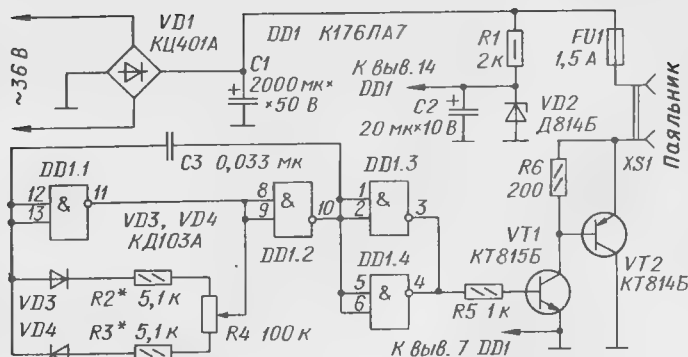 VD1
КЦ401А
DD1 К176ЛА7
R1
2к
FU1
1,5 А
~36 В
C1
2000 мк×
×50 В
К выв. 14
DD1
C2
20 мк×10В
VD2
Д814Б
Паяльник
XS1
C3 0,033 мк
DD1.1
12
13
&
11
VD3, VD4
КД103А
8
9
&
10
DD1.2
DD1.3
1
2
&
3
DD1.4
5
6
&
4
R6
200
VT1
КТ815Б
VT2
КТ814Б
VD3
VD4
R2* 5,1 к
R3* 5,1 к
R4 100 к
R5 1 к
К выв. 7 DD1